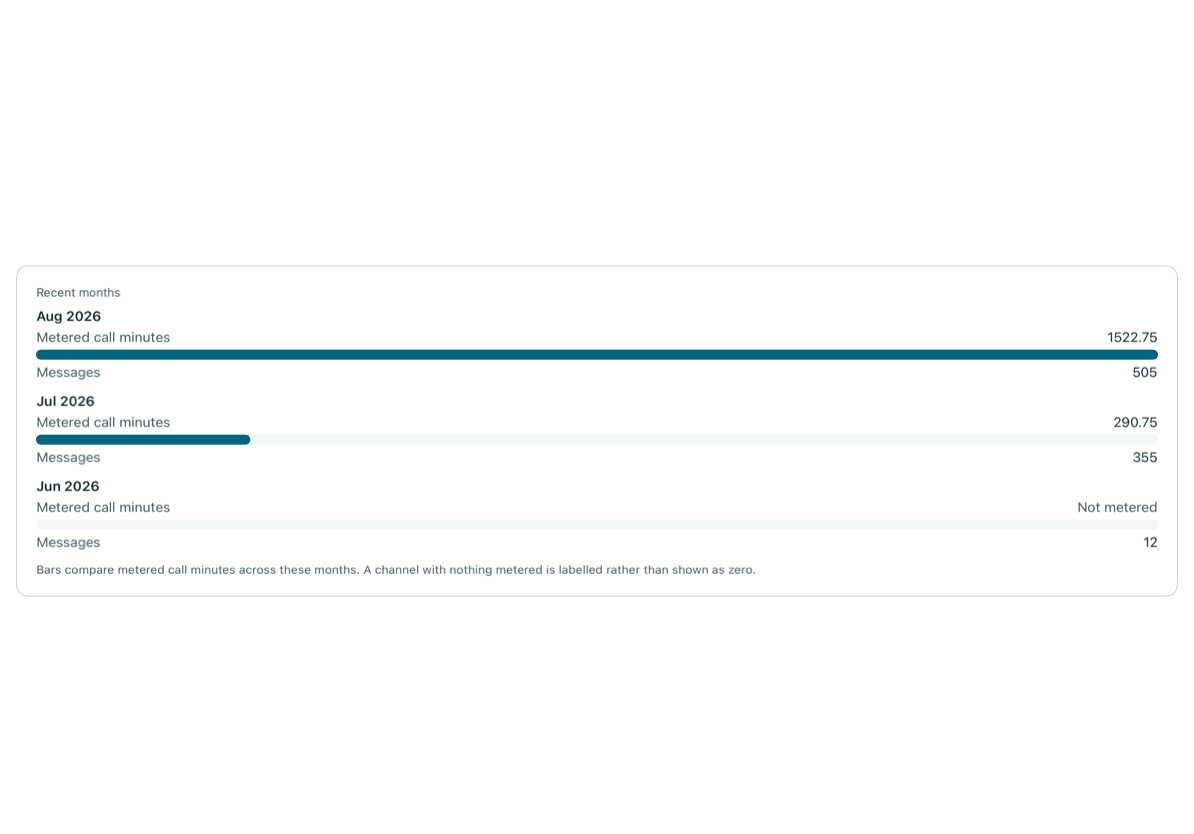 Recent months
Aug 2026
Metered call minutes 1522.75
Messages 505
Jul 2026
Metered call minutes 290.75
Messages 355
Jun 2026
Metered call minutes Not metered
Messages 12
Bars compare metered call minutes across these months. A channel with nothing metered is labelled rather than shown as zero.